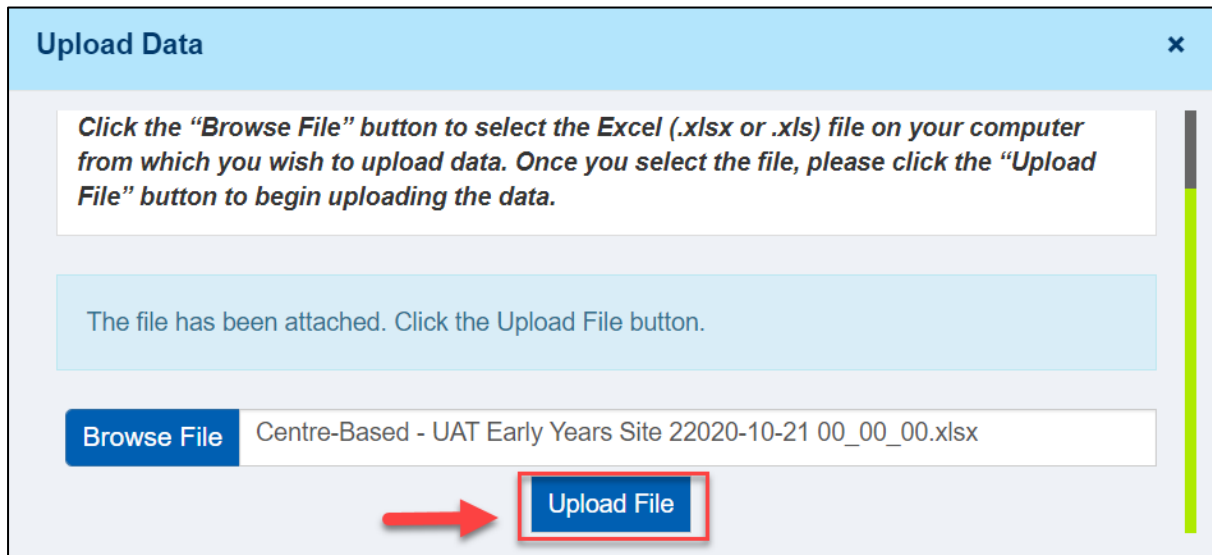 Upload Data ×
Click the “Browse File” button to select the Excel (.xlsx or .xls) file on your computer
from which you wish to upload data. Once you select the file, please click the “Upload
File” button to begin uploading the data.
The file has been attached. Click the Upload File button.
Browse File Centre-Based - UAT Early Years Site 22020-10-21 00_00_00.xlsx
Upload File